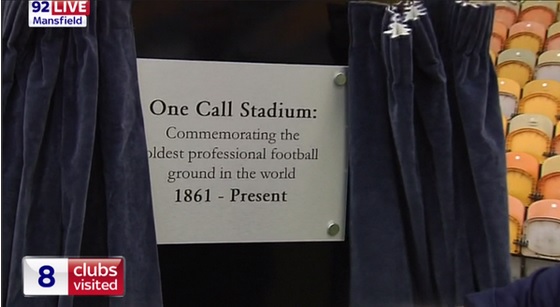 92 LIVE
Mansfield
One Call Stadium:
Commemorating the
oldest professional football
ground in the world
1861 - Present
8 clubs
visited